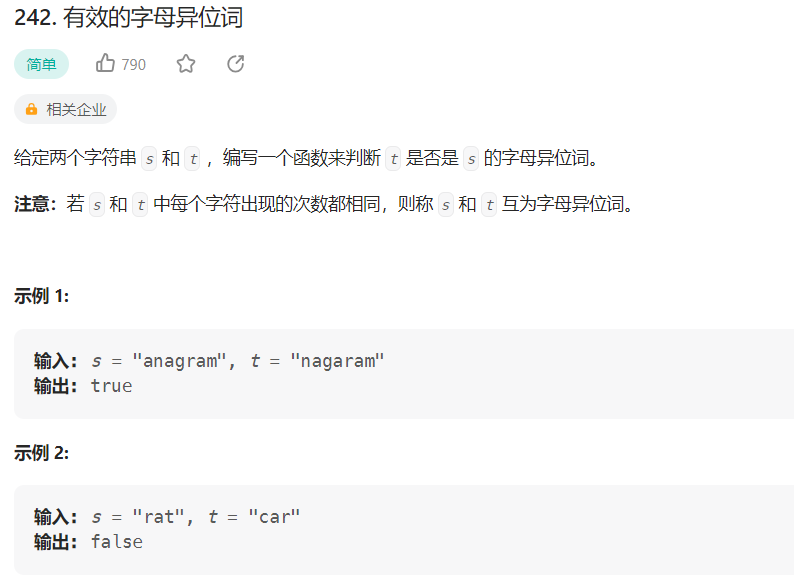 242. 有效的字母异位词
简单 790
相关企业
给定两个字符串 s 和 t ，编写一个函数来判断 t 是否是 s 的字母异位词。
注意：若 s 和 t 中每个字符出现的次数都相同，则称 s 和 t 互为字母异位词。
示例 1:
输入: s = "anagram", t = "nagaram"
输出: true
示例 2:
输入: s = "rat", t = "car"
输出: false